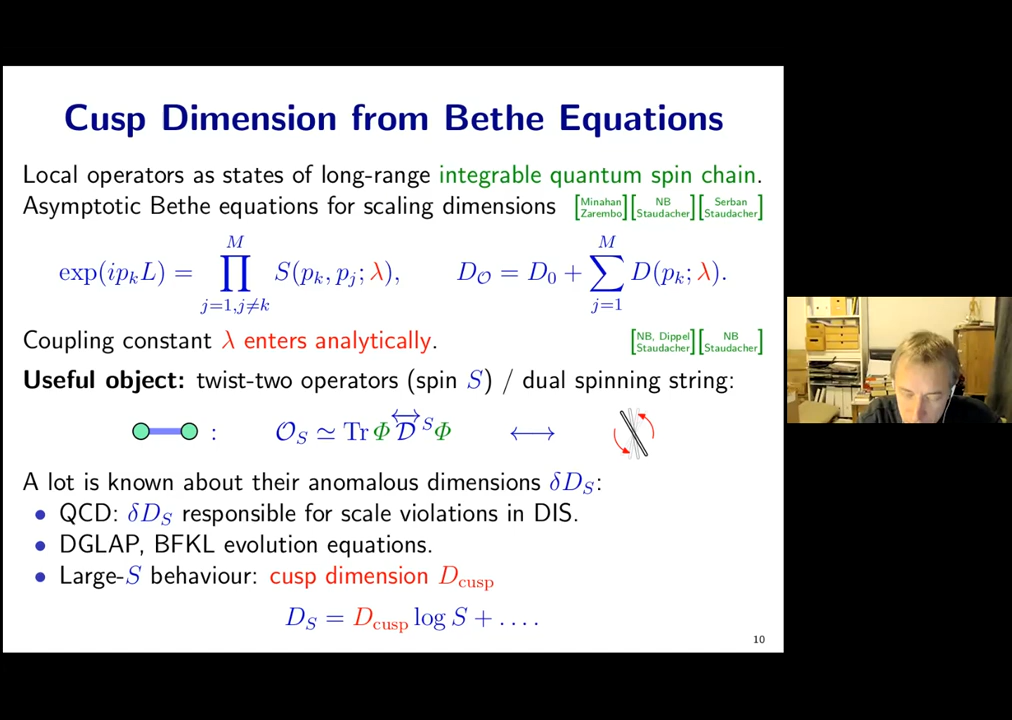 Cusp Dimension from Bethe Equations
Local operators as states of long-range integrable quantum spin chain.
Asymptotic Bethe equations for scaling dimensions [Minahan Zarembo] [NB Staudacher] [Serban Staudacher]
exp(ip_k L) = ∏_{j=1,j≠k}^{M} S(p_k, p_j; λ), D_𝒪 = D_0 + ∑_{j=1}^{M} D(p_k; λ).
Coupling constant λ enters analytically. [NB, Dippel Staudacher] [NB Staudacher]
Useful object: twist-two operators (spin S) / dual spinning string:
: 𝒪_S ≃ Tr Φ 𝒟^S Φ ⟷
A lot is known about their anomalous dimensions δD_S:
• QCD: δD_S responsible for scale violations in DIS.
• DGLAP, BFKL evolution equations.
• Large-S behaviour: cusp dimension D_cusp
D_S = D_cusp log S + . . . .
10